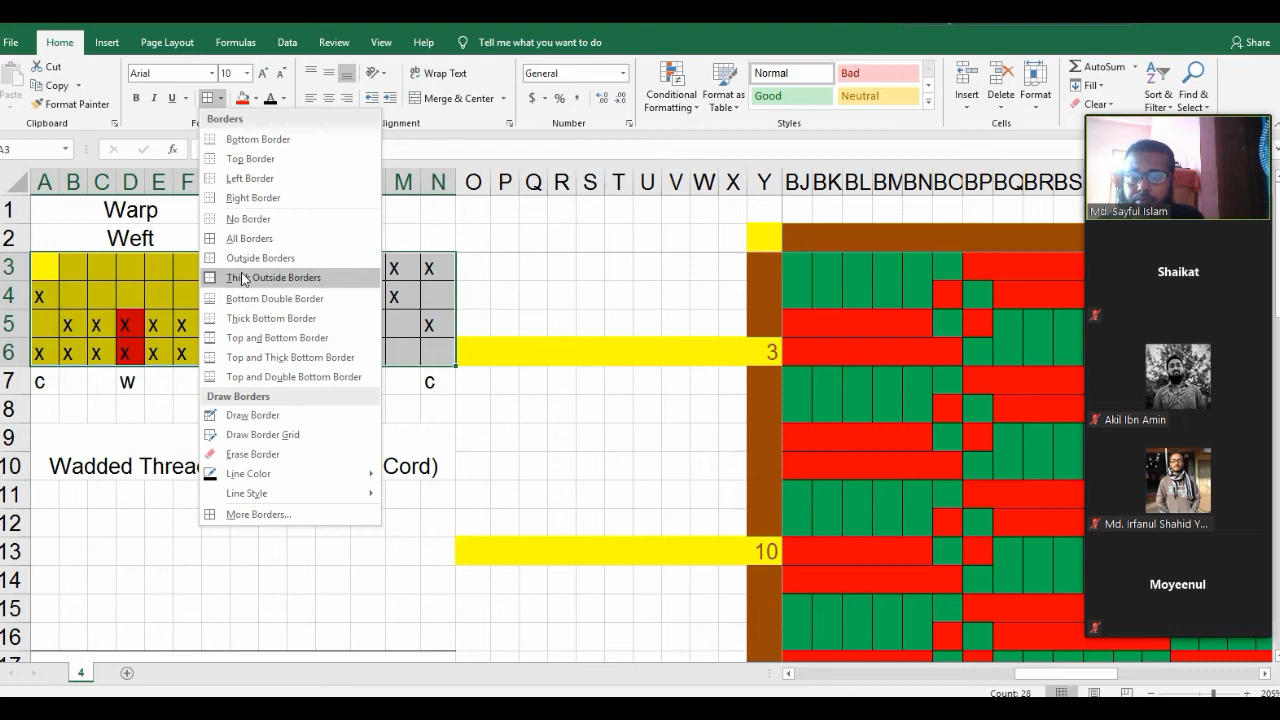 File Home Insert Page Layout Formulas Data Review View Help Tell me what you want to do Share
Cut
Copy
Format Painter
Paste
Clipboard
Arial 10
B I U
Wrap Text
Merge & Center
General
$ % ,
Number
Conditional Formatting
Format as Table
Normal Bad
Good Neutral
Styles
Insert Delete Format
Cells
AutoSum
Fill
Clear
Sort & Filter
Find & Select
A3
fx
A B C D E F M N O P Q R S T U V W X Y BJ BK BL BM BN BO BP BQ BR BS
1 Warp
2 Weft
3 x x
4 x x
5 x x x x x x
6 x x x x x x 3
7 c w c
8
9
10 Wadded Threa Cord)
11
12
13 10
14
15
16
17
Borders
Bottom Border
Top Border
Left Border
Right Border
No Border
All Borders
Outside Borders
Thick Outside Borders
Bottom Double Border
Thick Bottom Border
Top and Bottom Border
Top and Thick Bottom Border
Top and Double Bottom Border
Draw Borders
Draw Border
Draw Border Grid
Erase Border
Line Color
Line Style
More Borders...
Md. Sayful Islam
Shaikat
Akil Ibn Amin
Md. Irfanul Shahid Y...
Moyeenul
4
Count: 28
205%